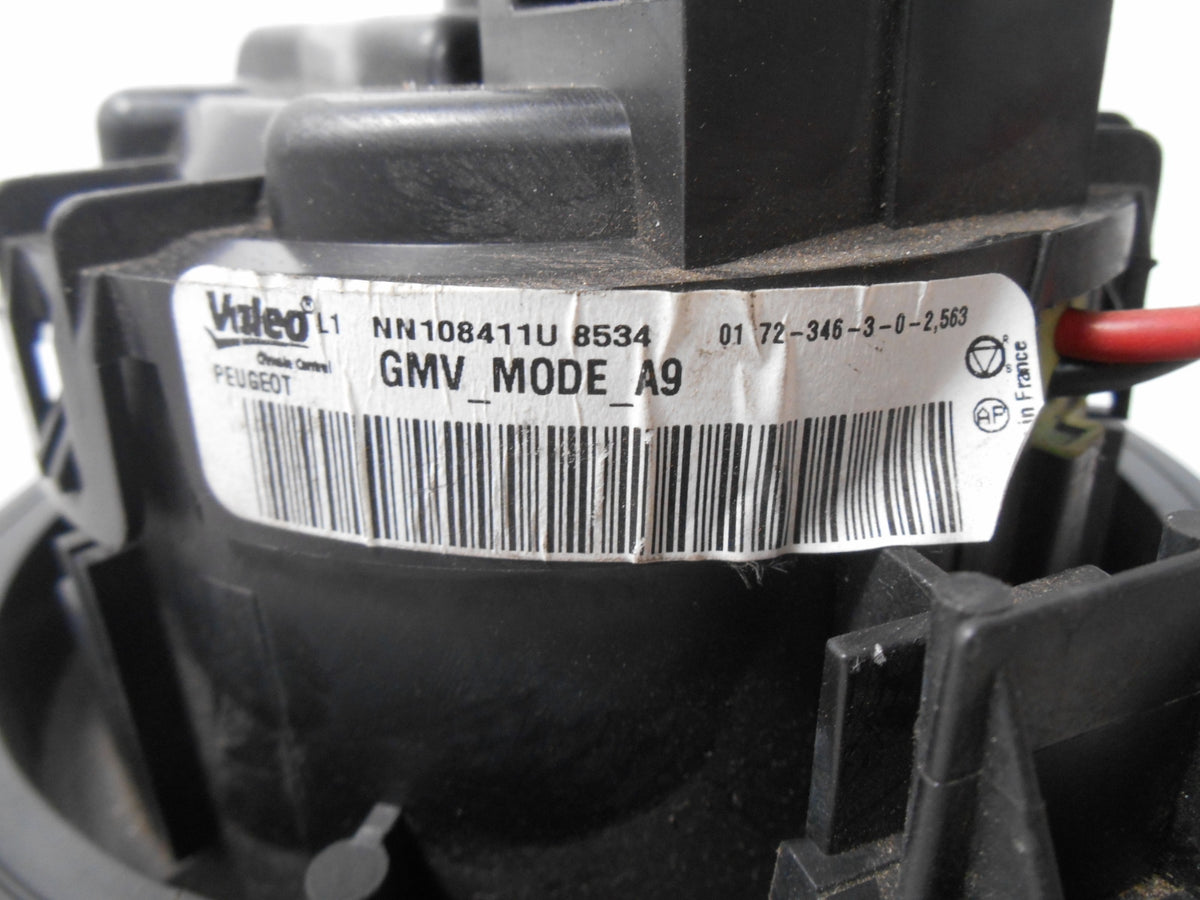 Valeo® L1 NN108411U 8534 01 72-346-3-0-2,563
Climate Control
PEUGEOT GMV_MODE_A9
AP
in France